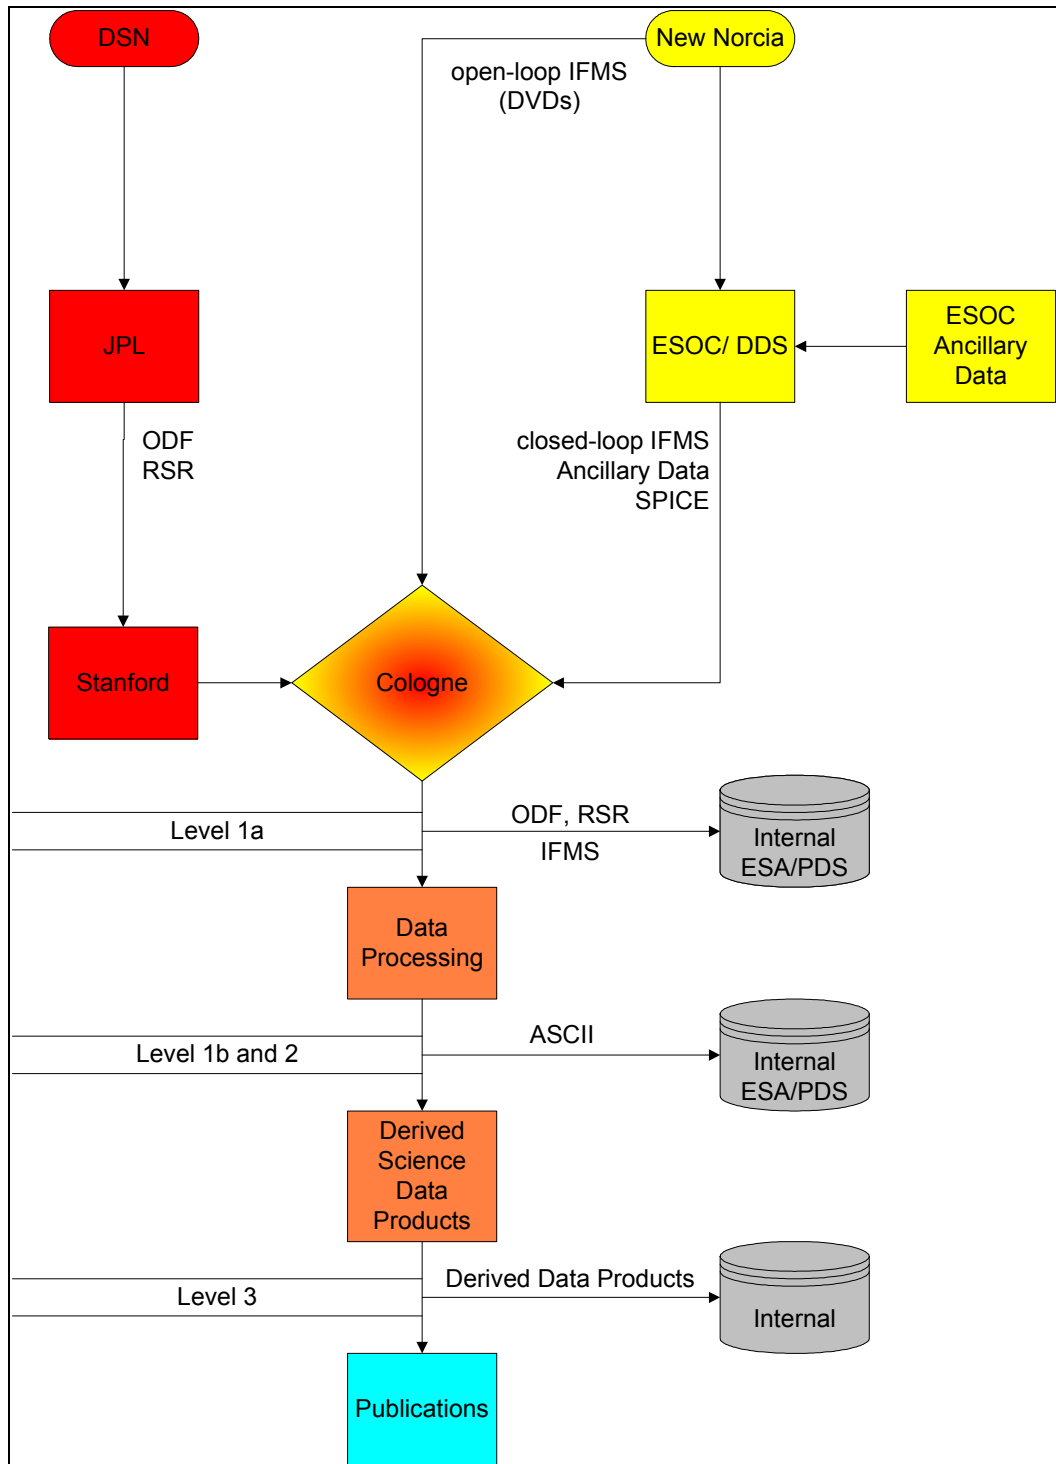 DSN
New Norcia
open-loop IFMS
(DVDs)
JPL
ESOC/ DDS
ESOC
Ancillary
Data
ODF
RSR
closed-loop IFMS
Ancillary Data
SPICE
Stanford
Cologne
Level 1a
ODF, RSR
IFMS
Internal
ESA/PDS
Data
Processing
Level 1b and 2
ASCII
Internal
ESA/PDS
Derived
Science
Data
Products
Level 3
Derived Data Products
Internal
Publications